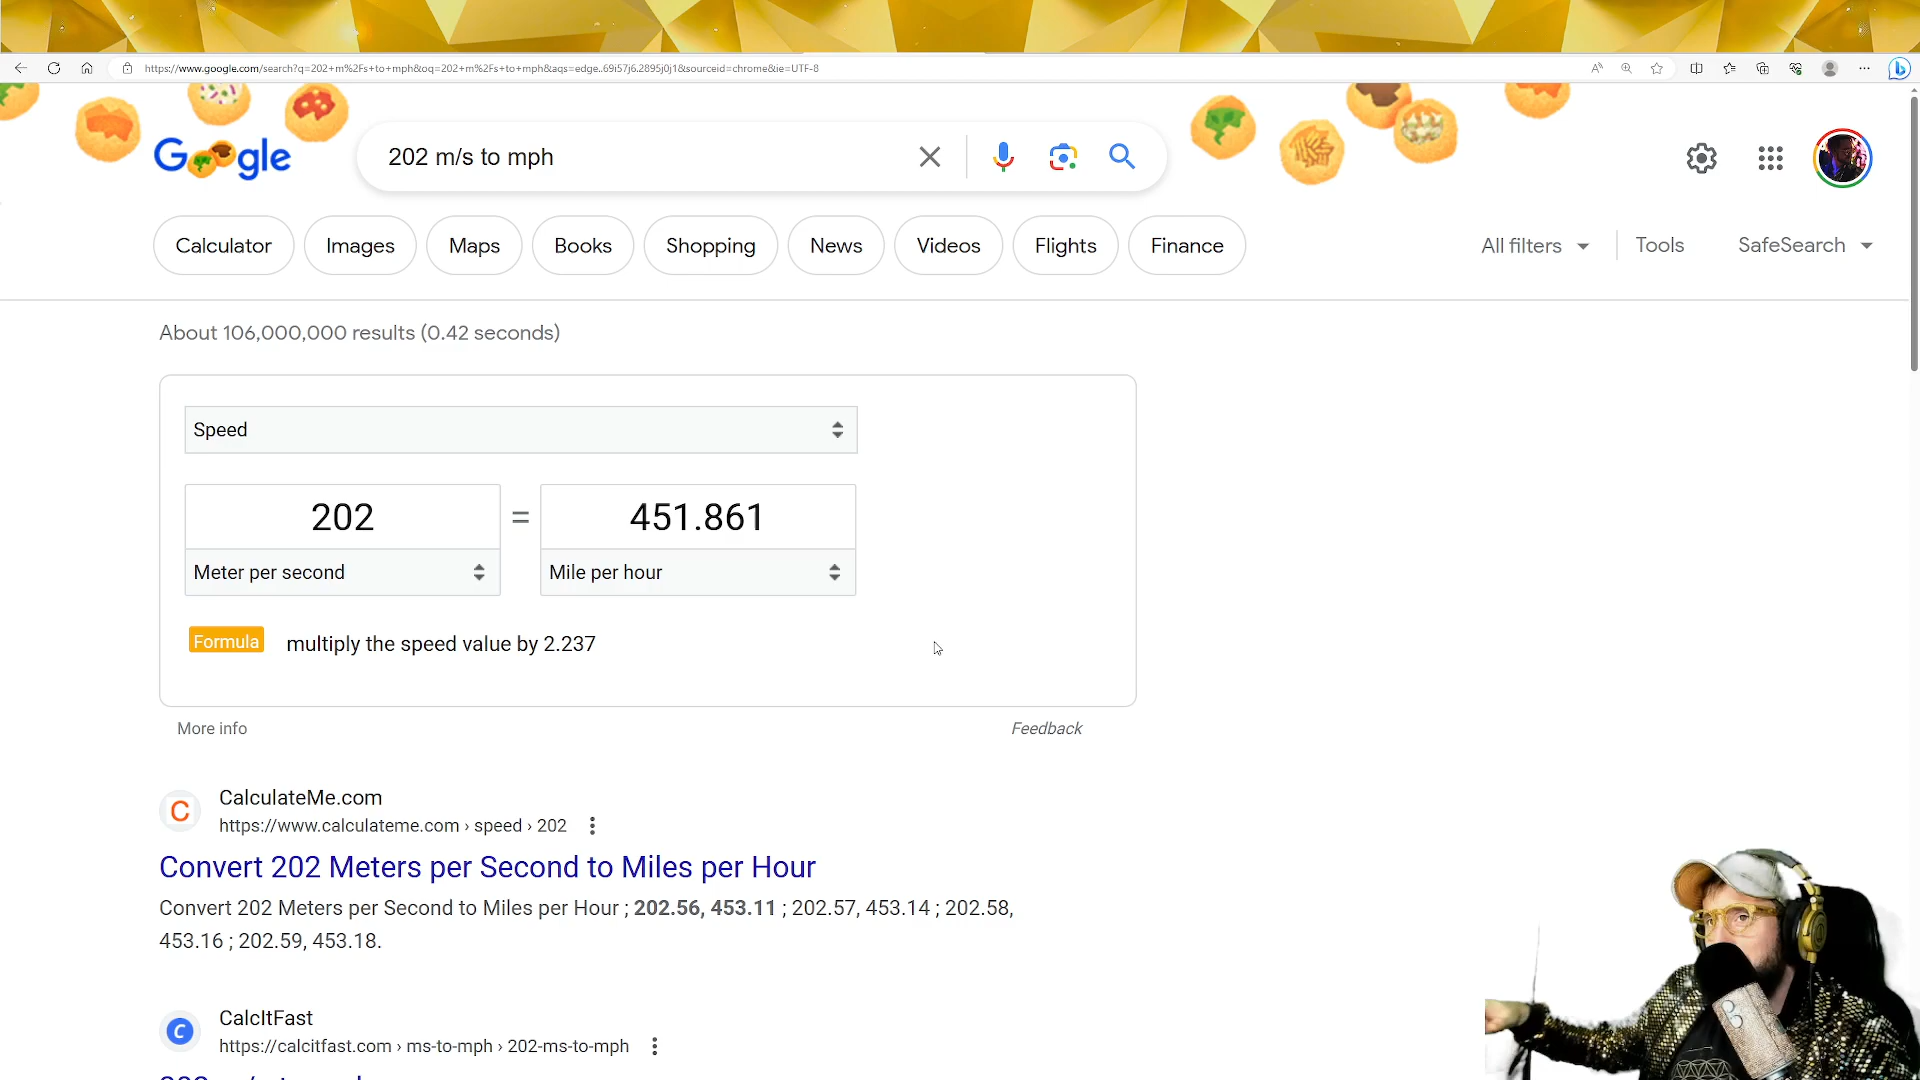 https://www.google.com/search?q=202+m%2Fs+to+mph&oq=202+m%2Fs+to+mph&aqs=edge..69i57j6.2895j0j1&sourceid=chrome&ie=UTF-8
Google
202 m/s to mph
Calculator
Images
Maps
Books
Shopping
News
Videos
Flights
Finance
All filters
Tools
SafeSearch
About 106,000,000 results (0.42 seconds)
Speed
202 = 451.861
Meter per second
Mile per hour
Formula multiply the speed value by 2.237
More info
Feedback
CalculateMe.com
https://www.calculateme.com › speed › 202
Convert 202 Meters per Second to Miles per Hour
Convert 202 Meters per Second to Miles per Hour ; 202.56, 453.11 ; 202.57, 453.14 ; 202.58,
453.16 ; 202.59, 453.18.
CalcItFast
https://calcitfast.com › ms-to-mph › 202-ms-to-mph